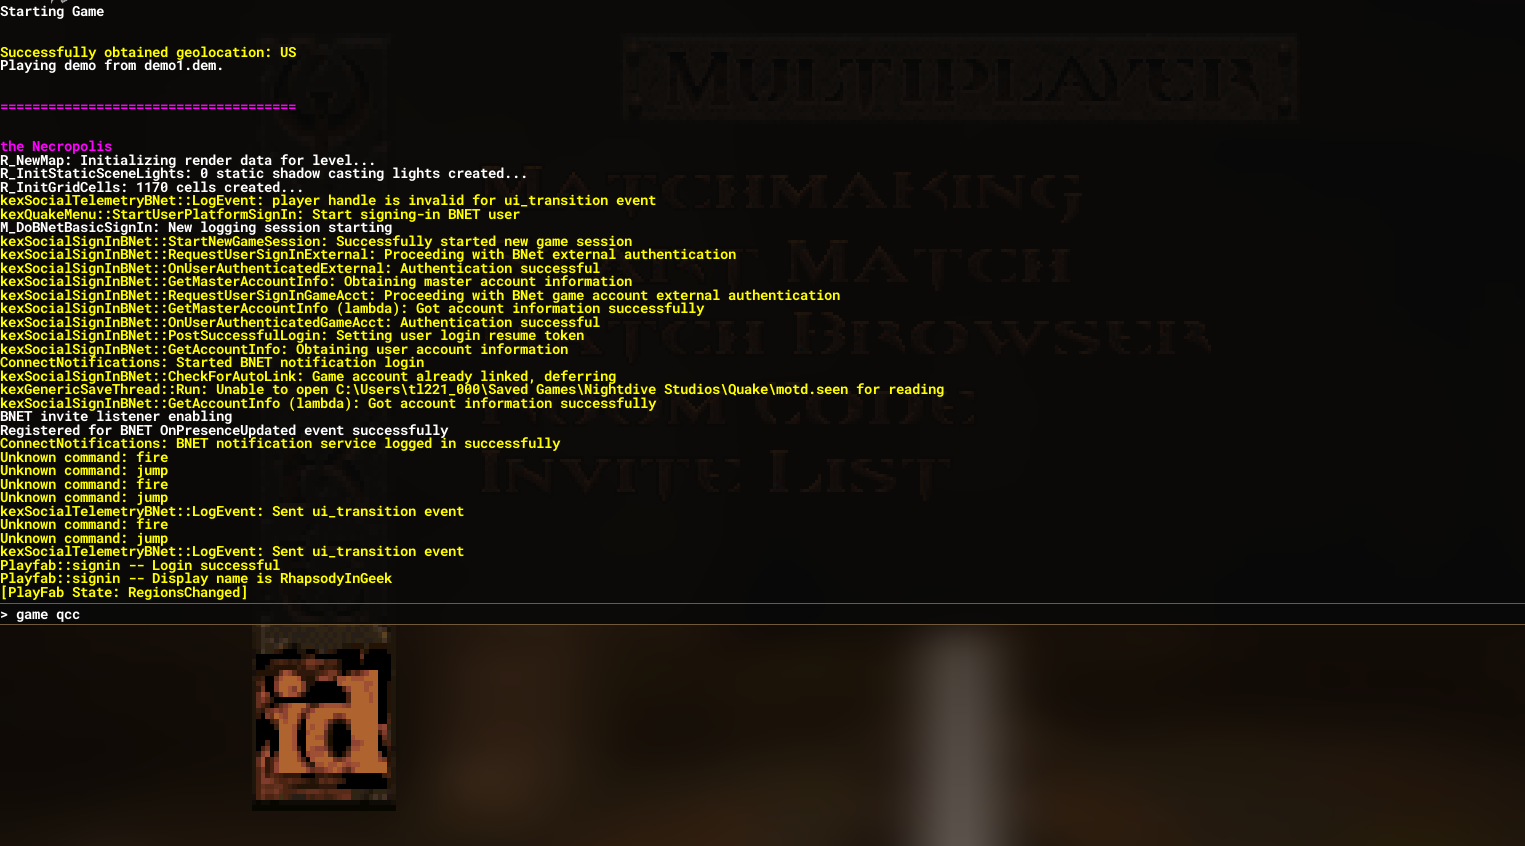 Starting Game
Successfully obtained geolocation: US
Playing demo from demo1.dem.
=====================================
the Necropolis
R_NewMap: Initializing render data for level...
R_InitStaticSceneLights: 0 static shadow casting lights created...
R_InitGridCells: 1170 cells created...
kexSocialTelemetryBNet::LogEvent: player handle is invalid for ui_transition event
kexQuakeMenu::StartUserPlatformSignIn: Start signing-in BNET user
M_DoBNetBasicSignIn: New logging session starting
kexSocialSignInBNet::StartNewGameSession: Successfully started new game session
kexSocialSignInBNet::RequestUserSignInExternal: Proceeding with BNet external authentication
kexSocialSignInBNet::OnUserAuthenticatedExternal: Authentication successful
kexSocialSignInBNet::GetMasterAccountInfo: Obtaining master account information
kexSocialSignInBNet::RequestUserSignInGameAcct: Proceeding with BNet game account external authentication
kexSocialSignInBNet::GetMasterAccountInfo (lambda): Got account information successfully
kexSocialSignInBNet::OnUserAuthenticatedGameAcct: Authentication successful
kexSocialSignInBNet::PostSuccessfulLogin: Setting user login resume token
kexSocialSignInBNet::GetAccountInfo: Obtaining user account information
ConnectNotifications: Started BNET notification login
kexSocialSignInBNet::CheckForAutoLink: Game account already linked, deferring
kexGenericSaveThread::Run: Unable to open C:\Users\tl221_000\Saved Games\Nightdive Studios\Quake\motd.seen for reading
kexSocialSignInBNet::GetAccountInfo (lambda): Got account information successfully
BNET invite listener enabling
Registered for BNET OnPresenceUpdated event successfully
ConnectNotifications: BNET notification service logged in successfully
Unknown command: fire
Unknown command: jump
Unknown command: fire
Unknown command: jump
kexSocialTelemetryBNet::LogEvent: Sent ui_transition event
Unknown command: fire
Unknown command: jump
kexSocialTelemetryBNet::LogEvent: Sent ui_transition event
Playfab::signin -- Login successful
Playfab::signin -- Display name is RhapsodyInGeek
[PlayFab State: RegionsChanged]
> game qcc
Multiplayer
Matchmaking
Match
Browser
Code
Invite List
id